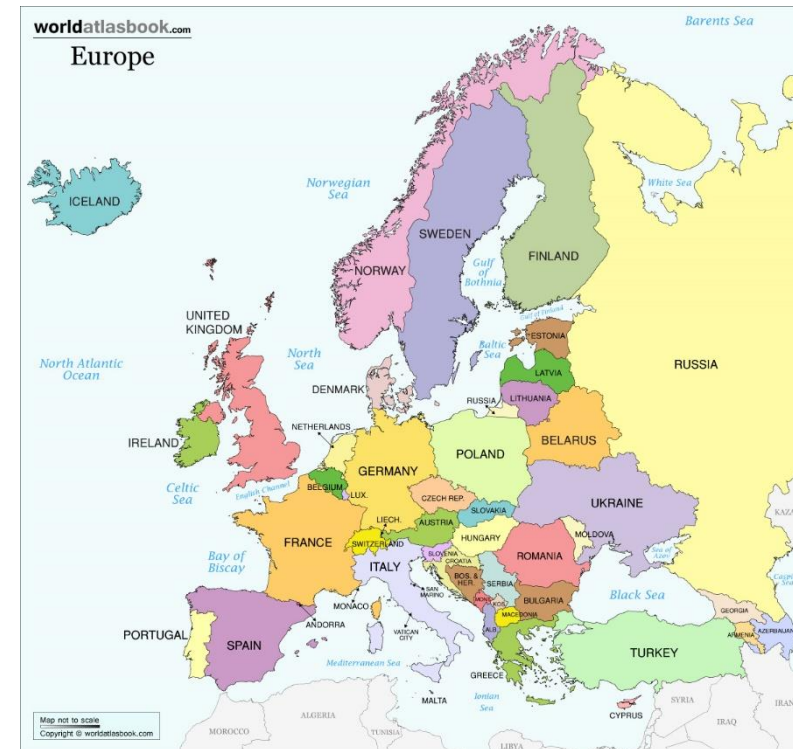 worldatlasbook.com
Europe
Barents Sea
ICELAND
Norwegian
Sea
White Sea
SWEDEN
NORWAY
FINLAND
Gulf
of
Bothnia
UNITED
KINGDOM
Gulf of Finland
North Atlantic
Ocean
North
Sea
Baltic
Sea
ESTONIA
RUSSIA
LATVIA
DENMARK
LITHUANIA
RUSSIA
NETHERLANDS
IRELAND
BELARUS
POLAND
GERMANY
Celtic
Sea
English Channel
BELGIUM
LUX.
CZECH REP.
UKRAINE
SLOVAKIA
LIECH.
AUSTRIA
FRANCE
SWITZERLAND
HUNGARY
MOLDOVA
Bay of
Biscay
ITALY
SLOVENIA
CROATIA
ROMANIA
Sea of
Azov
BOS. &
HER.
SERBIA
SAN
MARINO
MONACO
MONT.
KOS.
BULGARIA
Black Sea
GEORGIA
ANDORRA
MACEDONIA
ALB.
ARMENIA
AZERBAIJAN
PORTUGAL
SPAIN
VATICAN
CITY
TURKEY
Mediterranean Sea
GREECE
Ionian
Sea
MALTA
CYPRUS
SYRIA
IRAQ
Map not to scale
Copyright © worldatlasbook.com
MOROCCO
ALGERIA
TUNISIA
LIBYA